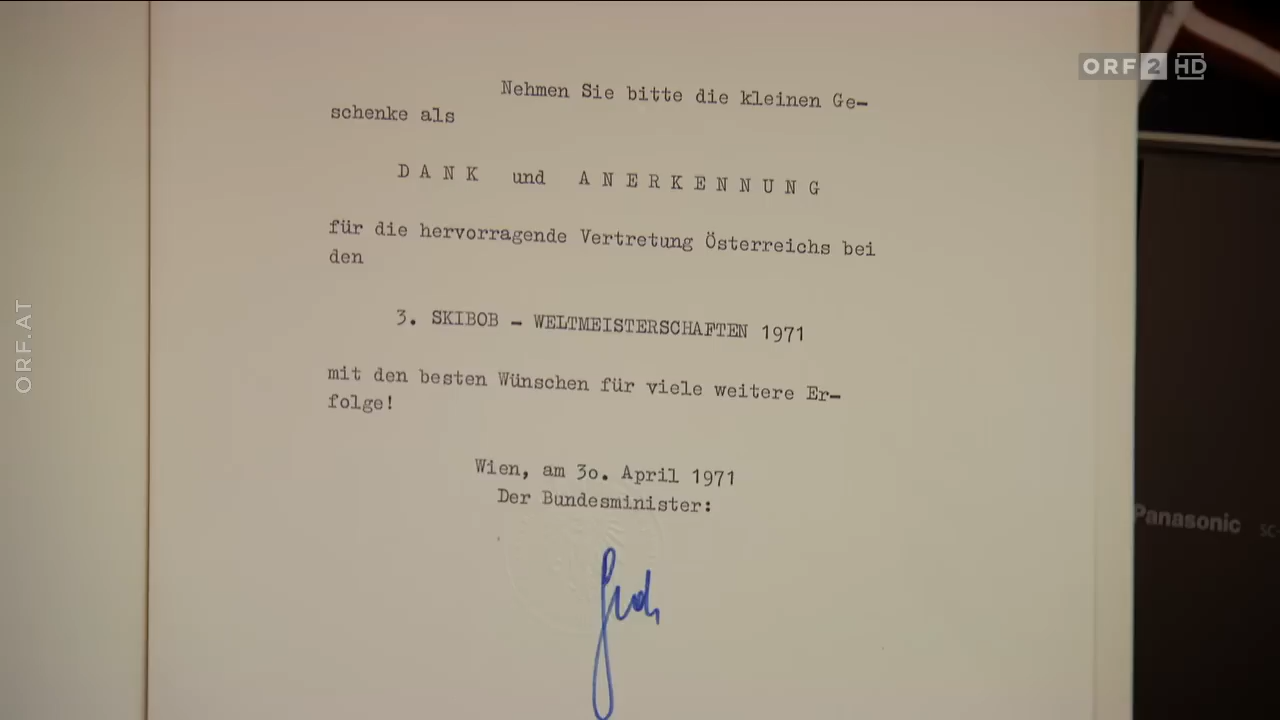 ORF 2 HD
Nehmen Sie bitte die kleinen Ge-
schenke als
D A N K und A N E R K E N N U N G
für die hervorragende Vertretung Österreichs bei
den
3. SKIBOB - WELTMEISTERSCHAFTEN 1971
mit den besten Wünschen für viele weitere Er-
folge!
Wien, am 3o. April 1971
Der Bundesminister:
ORF.AT
Panasonic